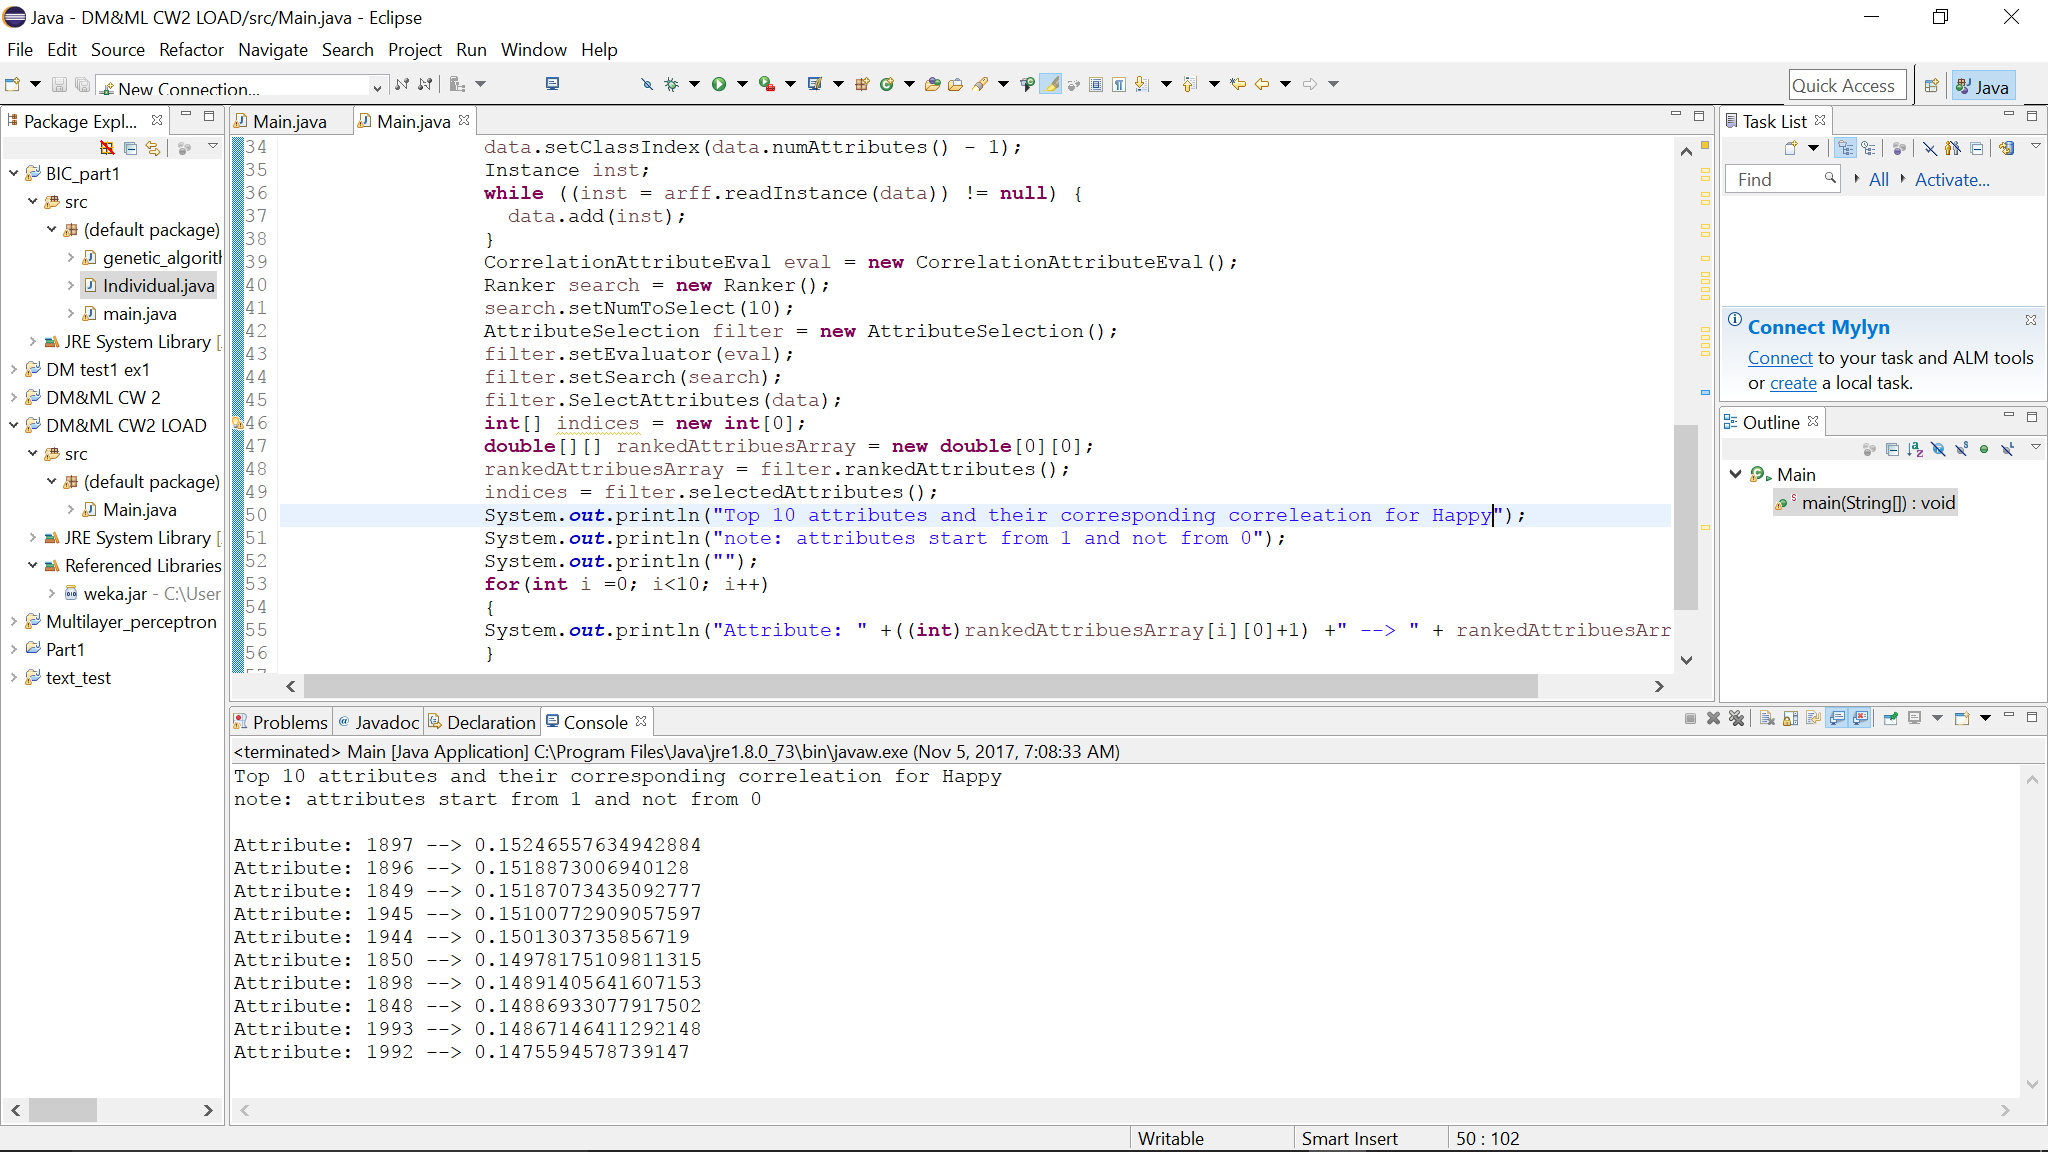 Java - DM&ML CW2 LOAD/src/Main.java - Eclipse
File Edit Source Refactor Navigate Search Project Run Window Help
New Connection...
Quick Access
Java
Package Expl...
BIC_part1
src
(default package)
genetic_algorit
Individual.java
main.java
JRE System Library [
DM test1 ex1
DM&ML CW 2
DM&ML CW2 LOAD
src
(default package)
Main.java
JRE System Library [
Referenced Libraries
weka.jar - C:\User
Multilayer_perceptron
Part1
text_test
Main.java
Main.java
34 data.setClassIndex(data.numAttributes() - 1);
35 Instance inst;
36 while ((inst = arff.readInstance(data)) != null) {
37 data.add(inst);
38 }
39 CorrelationAttributeEval eval = new CorrelationAttributeEval();
40 Ranker search = new Ranker();
41 search.setNumToSelect(10);
42 AttributeSelection filter = new AttributeSelection();
43 filter.setEvaluator(eval);
44 filter.setSearch(search);
45 filter.SelectAttributes(data);
46 int[] indices = new int[0];
47 double[][] rankedAttribuesArray = new double[0][0];
48 rankedAttribuesArray = filter.rankedAttributes();
49 indices = filter.selectedAttributes();
50 System.out.println("Top 10 attributes and their corresponding correleation for Happy");
51 System.out.println("note: attributes start from 1 and not from 0");
52 System.out.println("");
53 for(int i =0; i<10; i++)
54 {
55 System.out.println("Attribute: " +((int)rankedAttribuesArray[i][0]+1) +" --> " + rankedAttribuesArr
56 }
Task List
Find
All
Activate...
Connect Mylyn
Connect to your task and ALM tools
or create a local task.
Outline
Main
main(String[]) : void
Problems
Javadoc
Declaration
Console
<terminated> Main [Java Application] C:\Program Files\Java\jre1.8.0_73\bin\javaw.exe (Nov 5, 2017, 7:08:33 AM)
Top 10 attributes and their corresponding correleation for Happy
note: attributes start from 1 and not from 0
Attribute: 1897 --> 0.15246557634942884
Attribute: 1896 --> 0.1518873006940128
Attribute: 1849 --> 0.15187073435092777
Attribute: 1945 --> 0.15100772909057597
Attribute: 1944 --> 0.1501303735856719
Attribute: 1850 --> 0.14978175109811315
Attribute: 1898 --> 0.14891405641607153
Attribute: 1848 --> 0.14886933077917502
Attribute: 1993 --> 0.14867146411292148
Attribute: 1992 --> 0.1475594578739147
Writable
Smart Insert
50 : 102